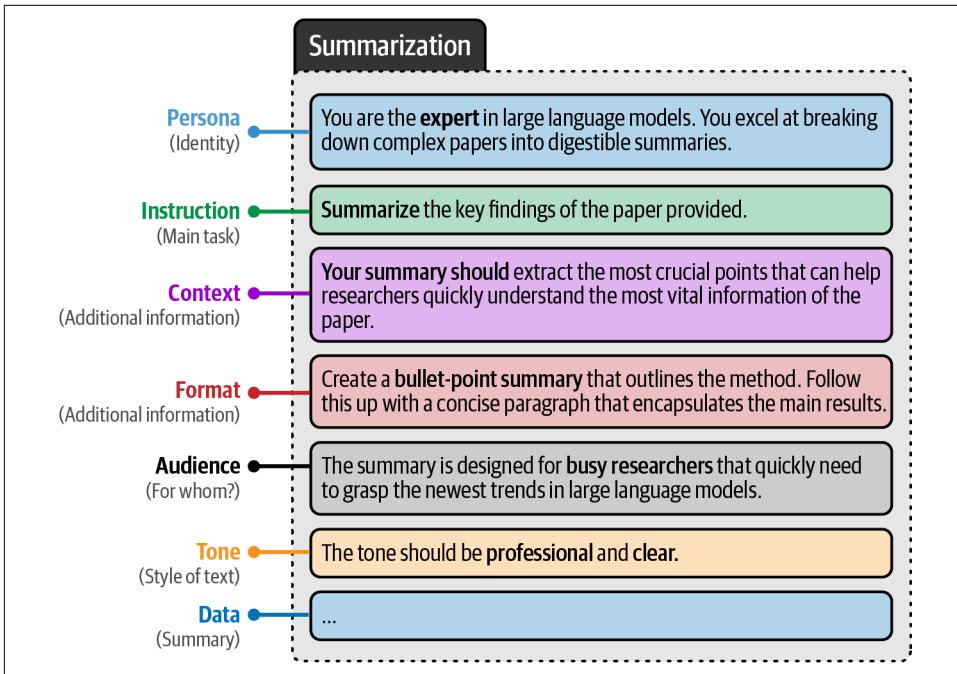 Summarization
Persona
(Identity)
You are the expert in large language models. You excel at breaking
down complex papers into digestible summaries.
Instruction
(Main task)
Summarize the key findings of the paper provided.
Context
(Additional information)
Your summary should extract the most crucial points that can help
researchers quickly understand the most vital information of the
paper.
Format
(Additional information)
Create a bullet-point summary that outlines the method. Follow
this up with a concise paragraph that encapsulates the main results.
Audience
(For whom?)
The summary is designed for busy researchers that quickly need
to grasp the newest trends in large language models.
Tone
(Style of text)
The tone should be professional and clear.
Data
(Summary)
...